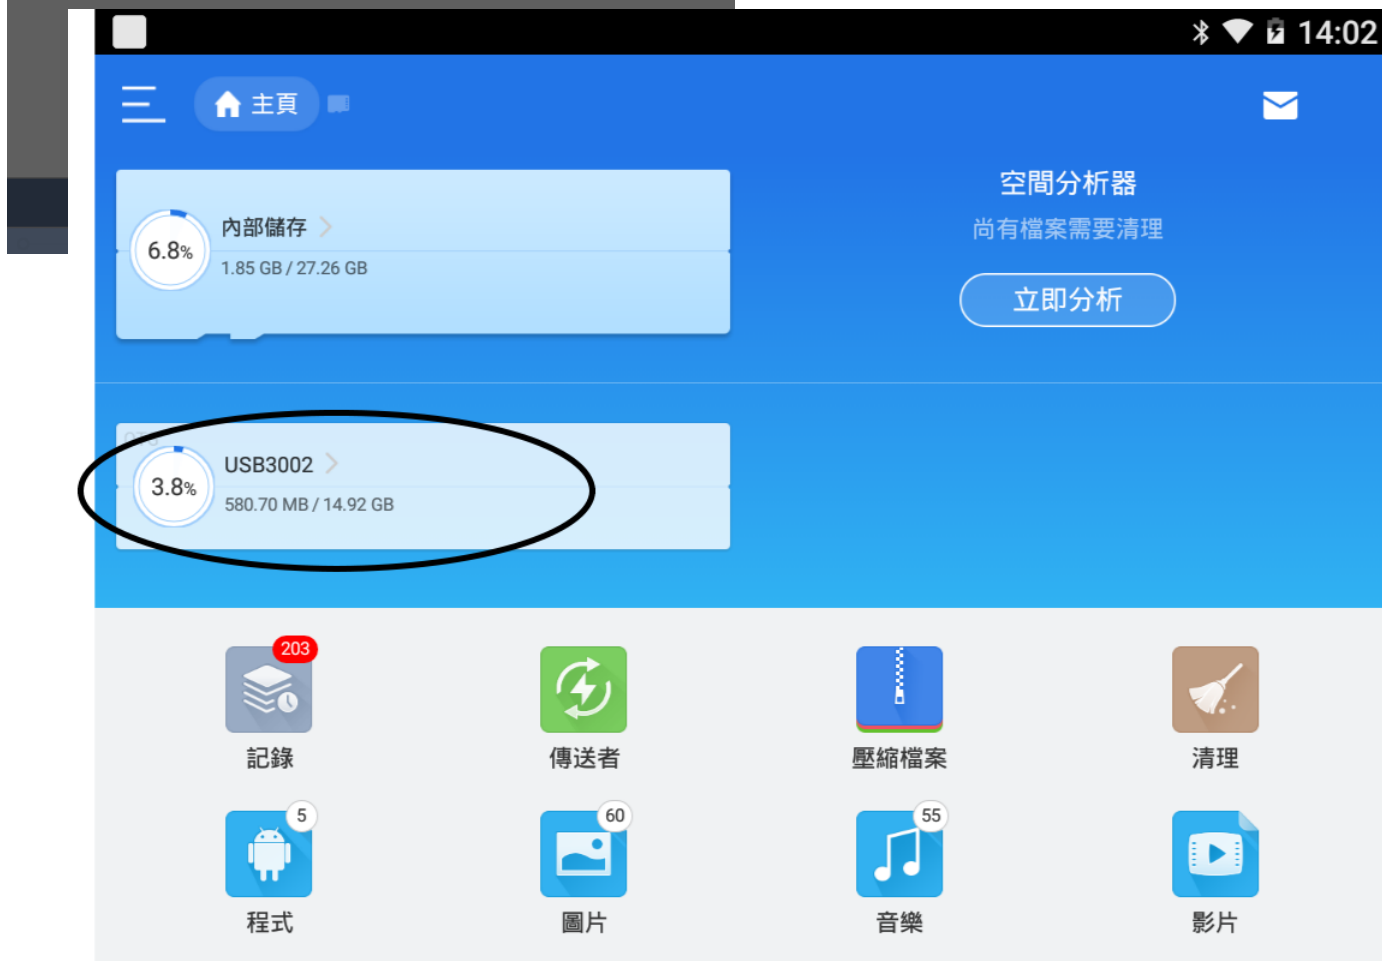 14:02
主頁
空間分析器
尚有檔案需要清理
立即分析
內部儲存
6.8%
1.85 GB / 27.26 GB
OTG
USB3002
3.8%
580.70 MB / 14.92 GB
203
記錄
傳送者
壓縮檔案
清理
5
60
55
程式
圖片
音樂
影片